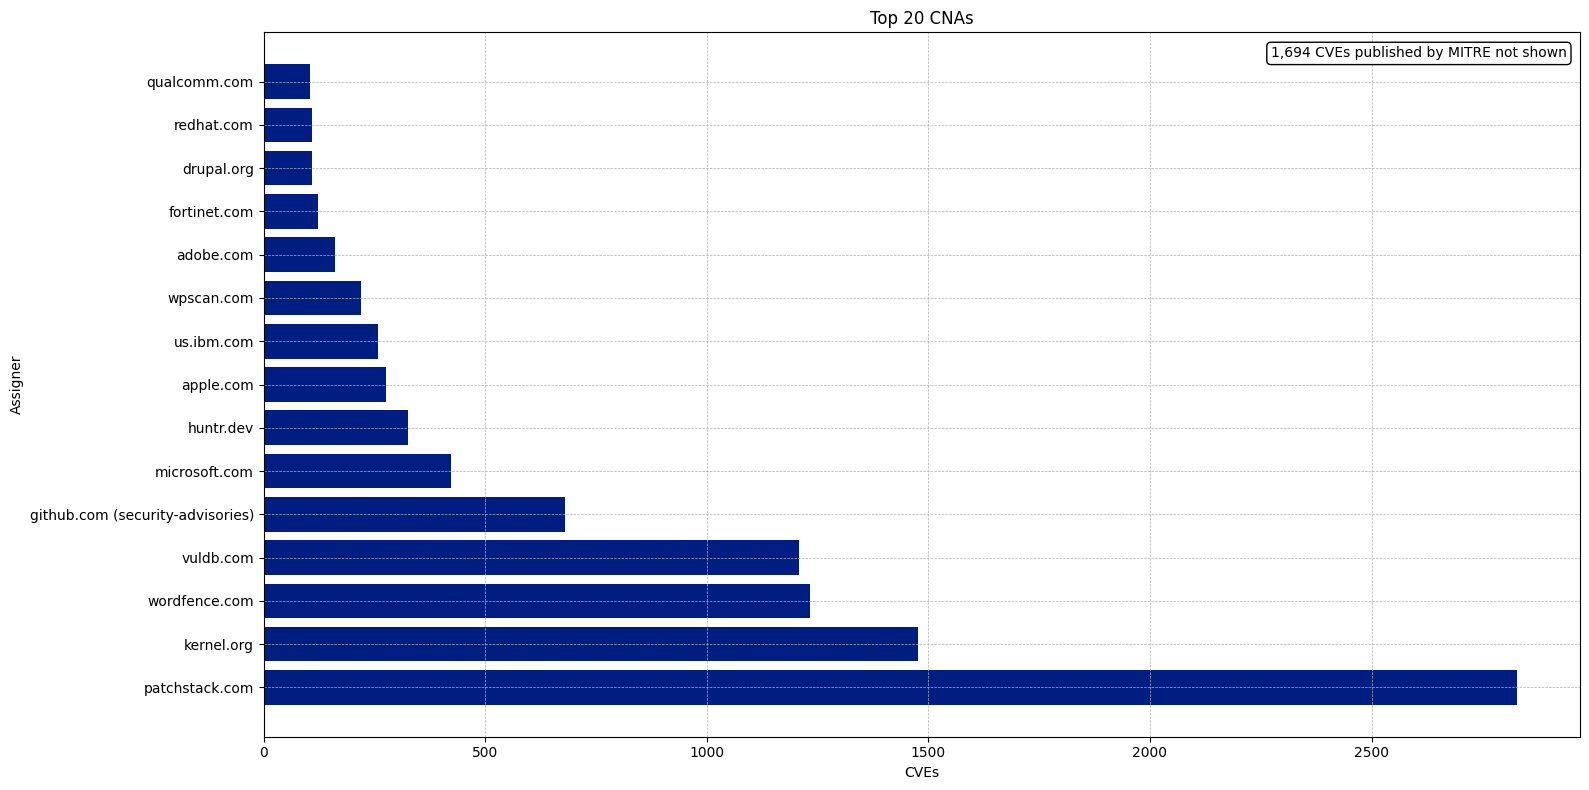 Top 20 CNAs
1,694 CVEs published by MITRE not shown
qualcomm.com
redhat.com
drupal.org
fortinet.com
adobe.com
wpscan.com
us.ibm.com
apple.com
huntr.dev
microsoft.com
github.com (security-advisories)
vuldb.com
wordfence.com
kernel.org
patchstack.com
Assigner
0 500 1000 1500 2000 2500
CVEs